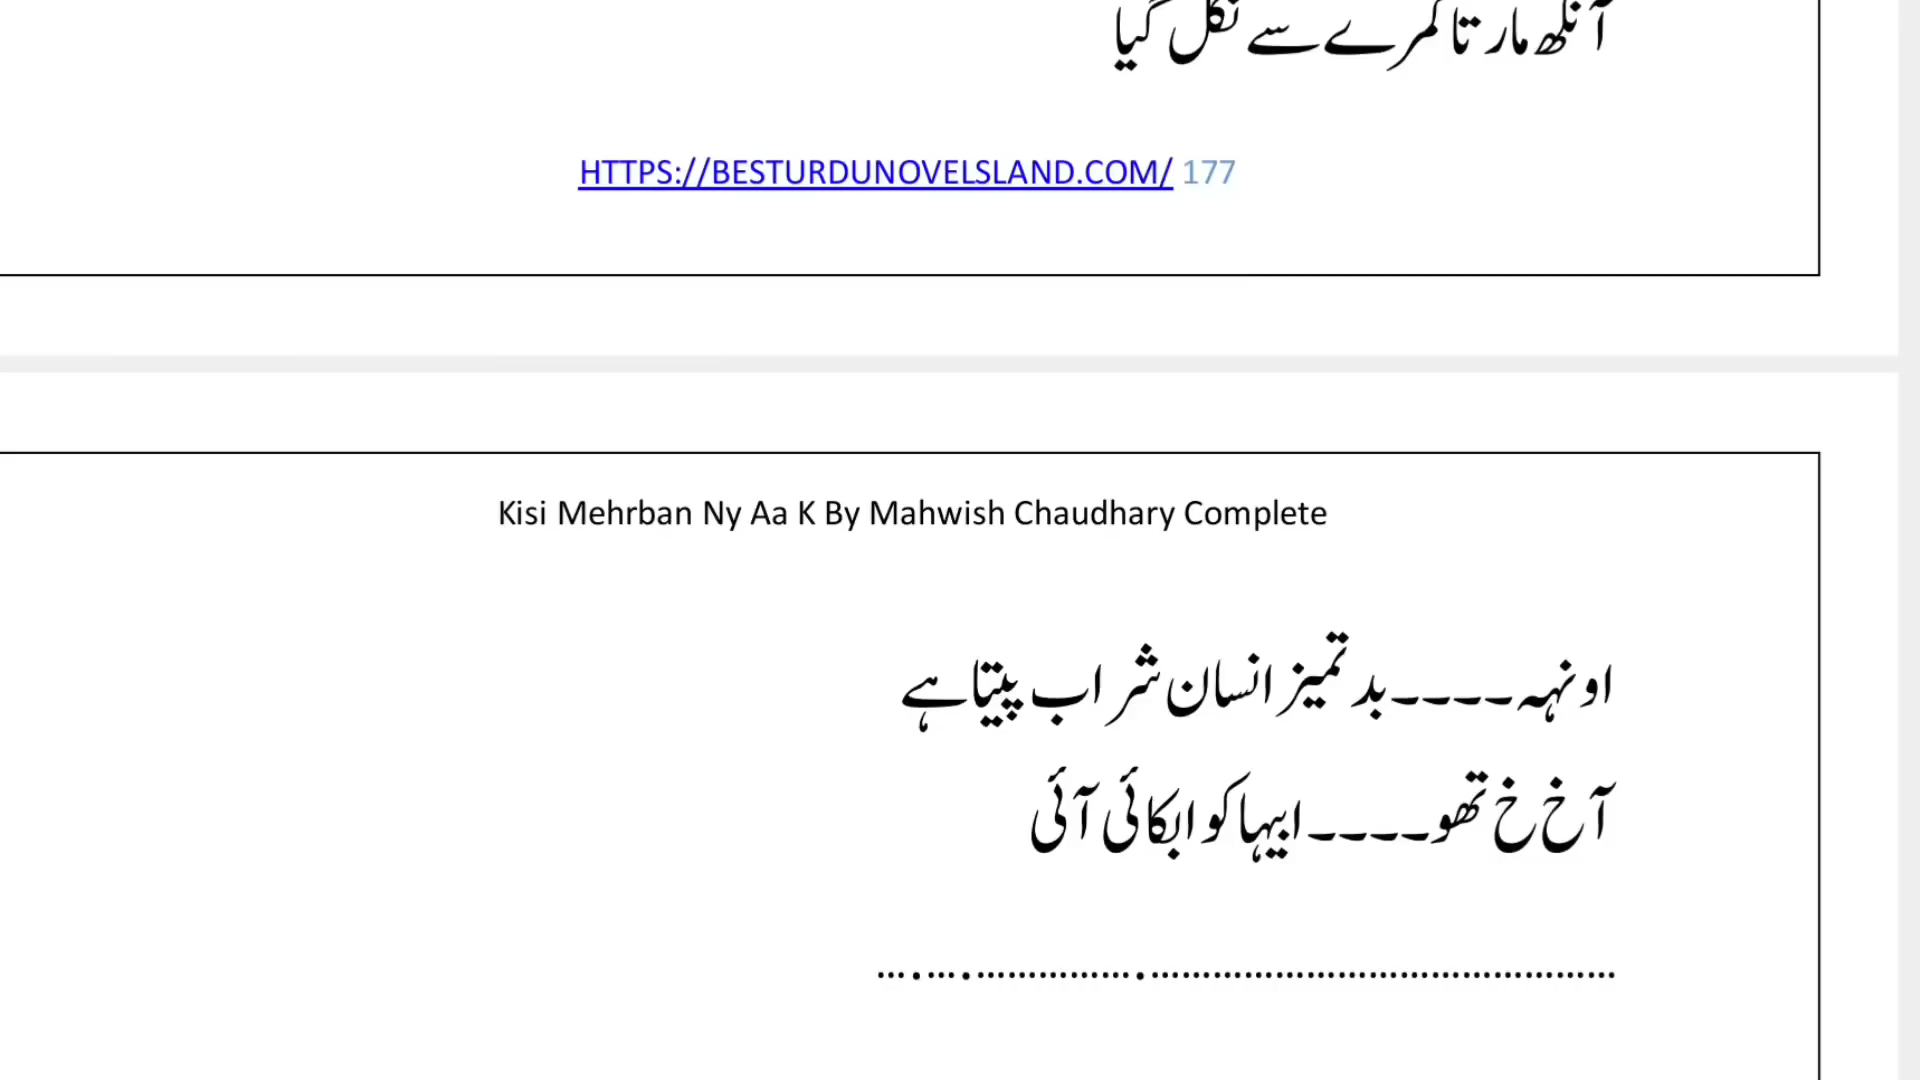 آنکھ مارتا کمرے سے نکل گیا
HTTPS://BESTURDUNOVELSLAND.COM/ 177
Kisi Mehrban Ny Aa K By Mahwish Chaudhary Complete
اونہہ۔۔۔۔بدتمیز انسان شراب پیتا ہے
آخ خ تھو۔۔۔۔ابیہا کو ابکائی آئی
........................................................